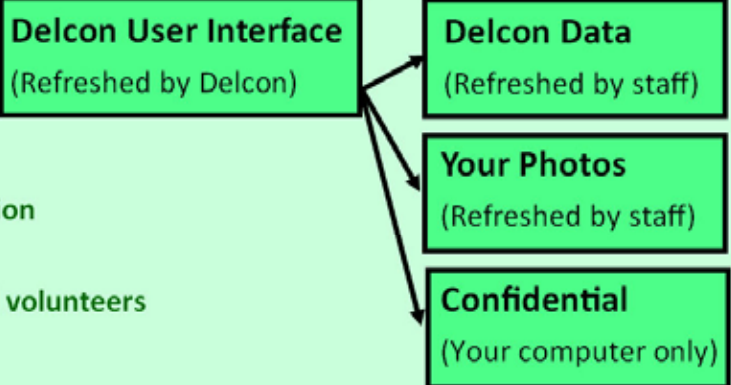 Delcon User Interface
(Refreshed by Delcon)
Delcon Data
(Refreshed by staff)
Your Photos
(Refreshed by staff)
on
volunteers
Confidential
(Your computer only)